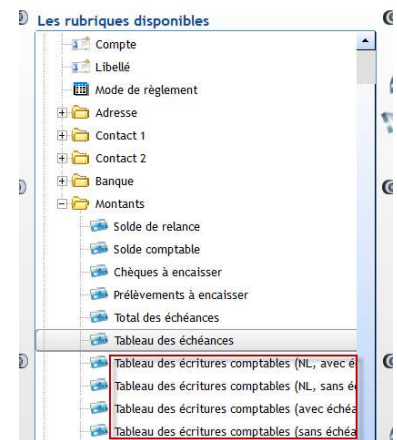 Les rubriques disponibles
Compte
Libellé
Mode de règlement
Adresse
Contact 1
Contact 2
Banque
Montants
Solde de relance
Solde comptable
Chèques à encaisser
Prélèvements à encaisser
Total des échéances
Tableau des échéances
Tableau des écritures comptables (NL, avec é
Tableau des écritures comptables (NL, sans é
Tableau des écritures comptables (avec échéa
Tableau des écritures comptables (sans échéa